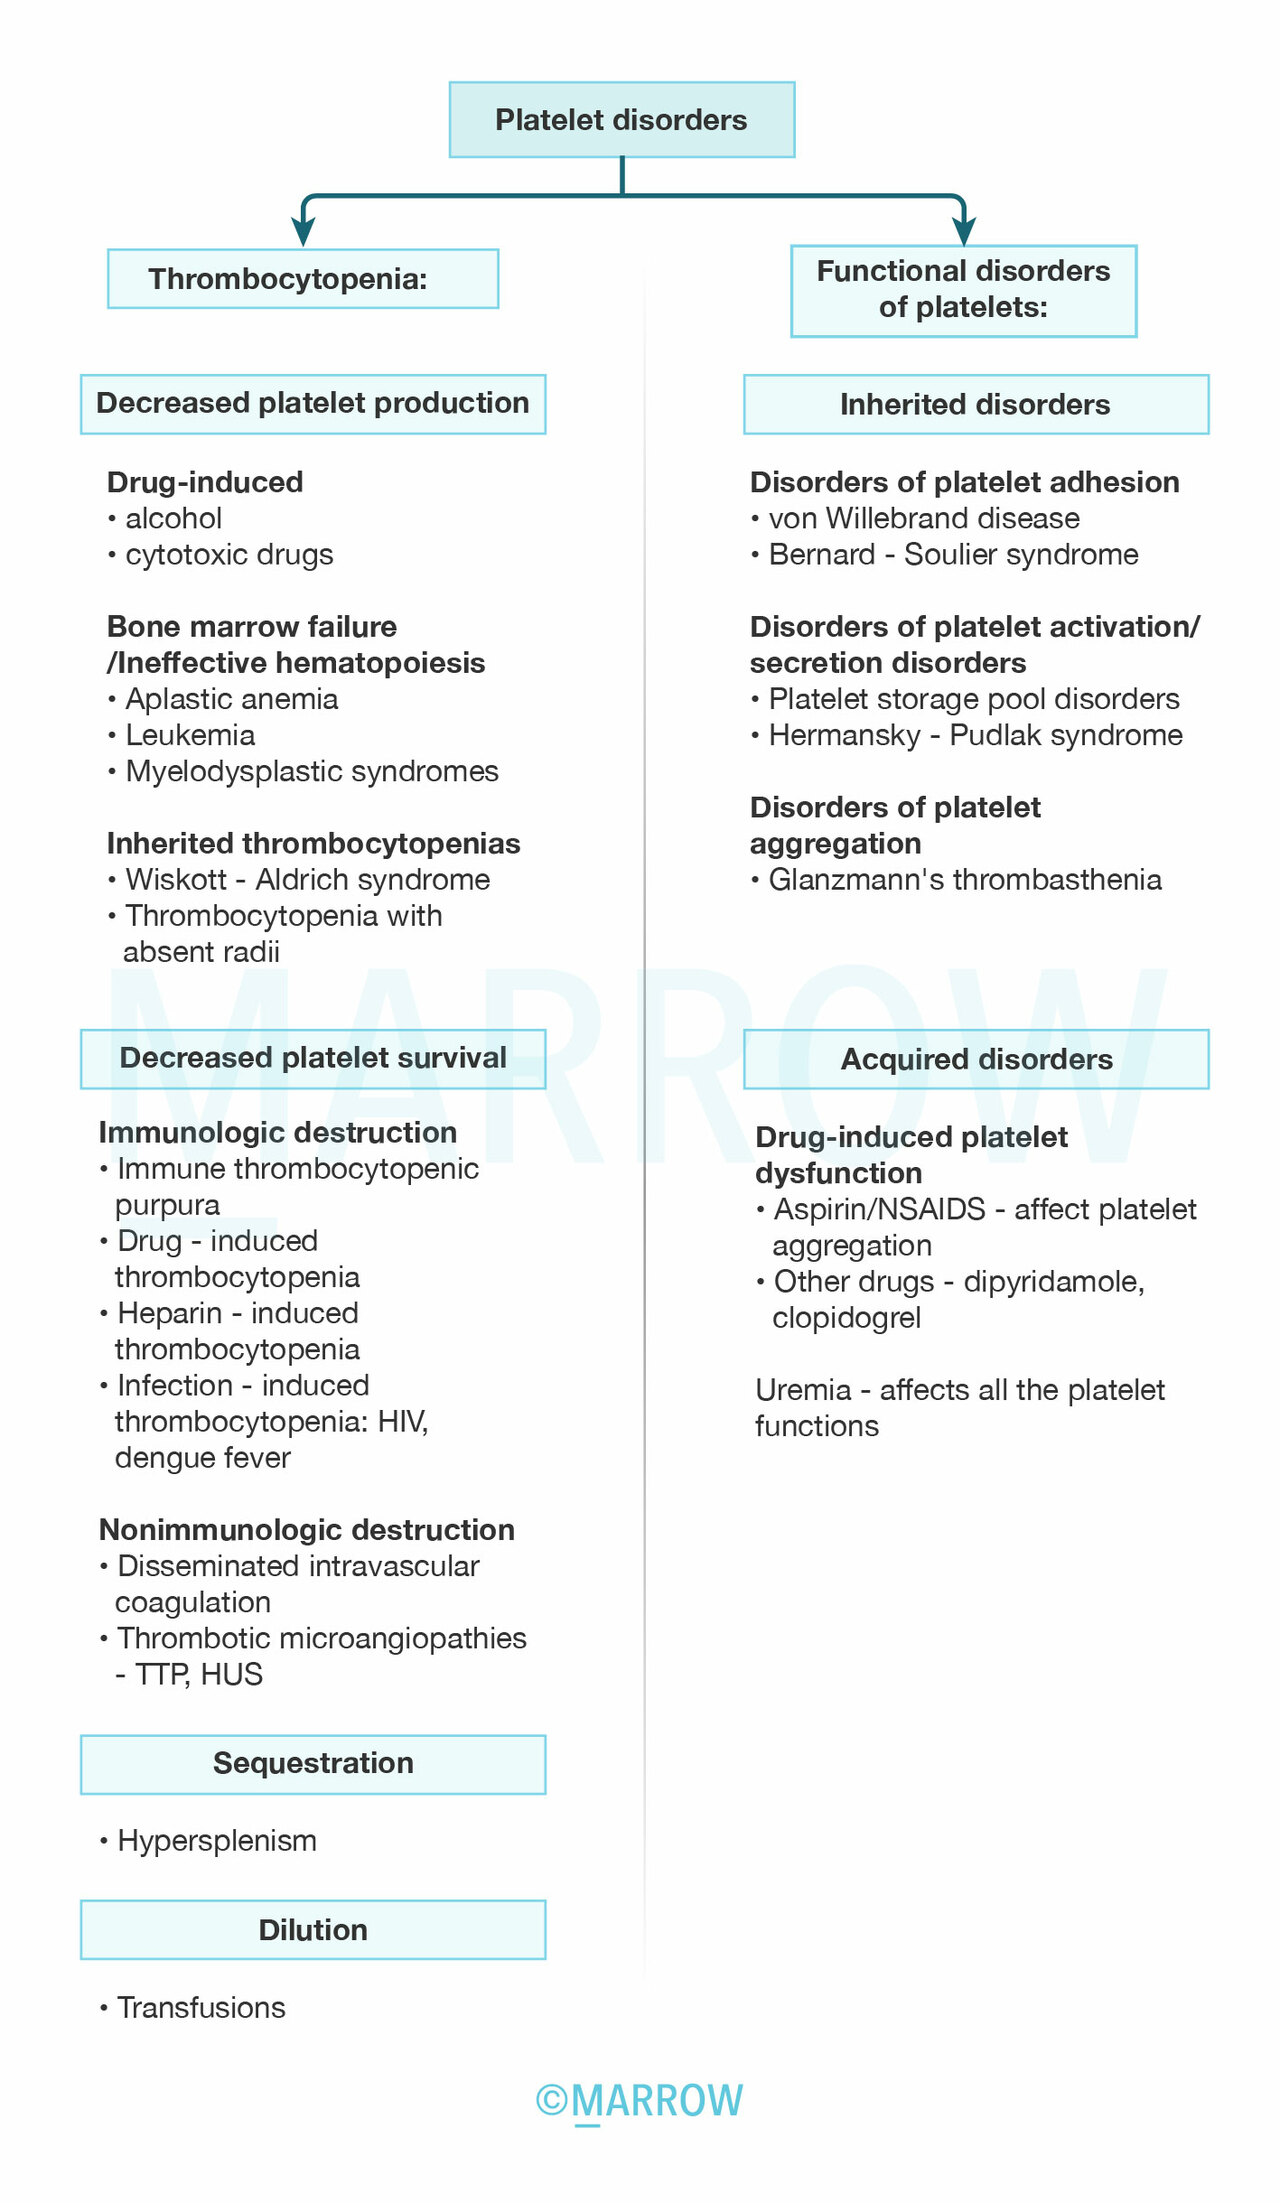 Platelet disorders
Thrombocytopenia:
Decreased platelet production
Drug-induced
• alcohol
• cytotoxic drugs
Bone marrow failure
/Ineffective hematopoiesis
• Aplastic anemia
• Leukemia
• Myelodysplastic syndromes
Inherited thrombocytopenias
• Wiskott - Aldrich syndrome
• Thrombocytopenia with
absent radii
Decreased platelet survival
Immunologic destruction
• Immune thrombocytopenic
purpura
• Drug - induced
thrombocytopenia
• Heparin - induced
thrombocytopenia
• Infection - induced
thrombocytopenia: HIV,
dengue fever
Nonimmunologic destruction
• Disseminated intravascular
coagulation
• Thrombotic microangiopathies
- TTP, HUS
Sequestration
• Hypersplenism
Dilution
• Transfusions
Functional disorders
of platelets:
Inherited disorders
Disorders of platelet adhesion
• von Willebrand disease
• Bernard - Soulier syndrome
Disorders of platelet activation/
secretion disorders
• Platelet storage pool disorders
• Hermansky - Pudlak syndrome
Disorders of platelet
aggregation
• Glanzmann's thrombasthenia
Acquired disorders
Drug-induced platelet
dysfunction
• Aspirin/NSAIDS - affect platelet
aggregation
• Other drugs - dipyridamole,
clopidogrel
Uremia - affects all the platelet
functions
MARROW
©MARROW